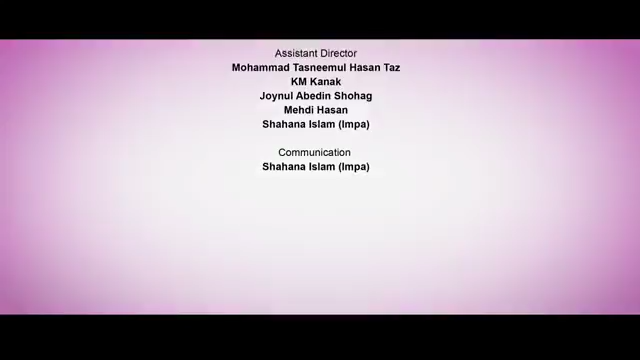 Assistant Director
Mohammad Tasneemul Hasan Taz
KM Kanak
Joynul Abedin Shohag
Mehdi Hasan
Shahana Islam (Impa)
Communication
Shahana Islam (Impa)